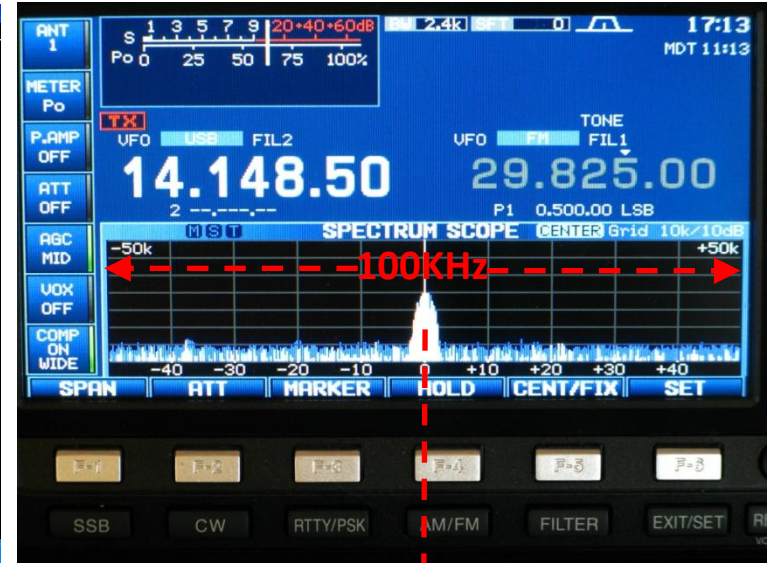 ANT
1
METER
Po
P.AMP
OFF
ATT
OFF
AGC
MID
VOX
OFF
COMP
ON
WIDE
S 1 3 5 7 9 20+40+60dB
Po 0 25 50 75 100%
BW 2.4k SFT 0
17:13
MDT 11:13
TX
VFO USB FIL2
14.148.50
2 --.---.--
TONE
VFO FM FIL1
29.825.00
P1 0.500.00 LSB
M S T SPECTRUM SCOPE CENTER Grid 10k/10dB
-50k +50k
100KHz
-40 -30 -20 -10 0 +10 +20 +30 +40
SPAN ATT MARKER HOLD CENT/FIX SET
F-1 F-2 F-3 F-4 F-5 F-6
SSB CW RTTY/PSK AM/FM FILTER EXIT/SET